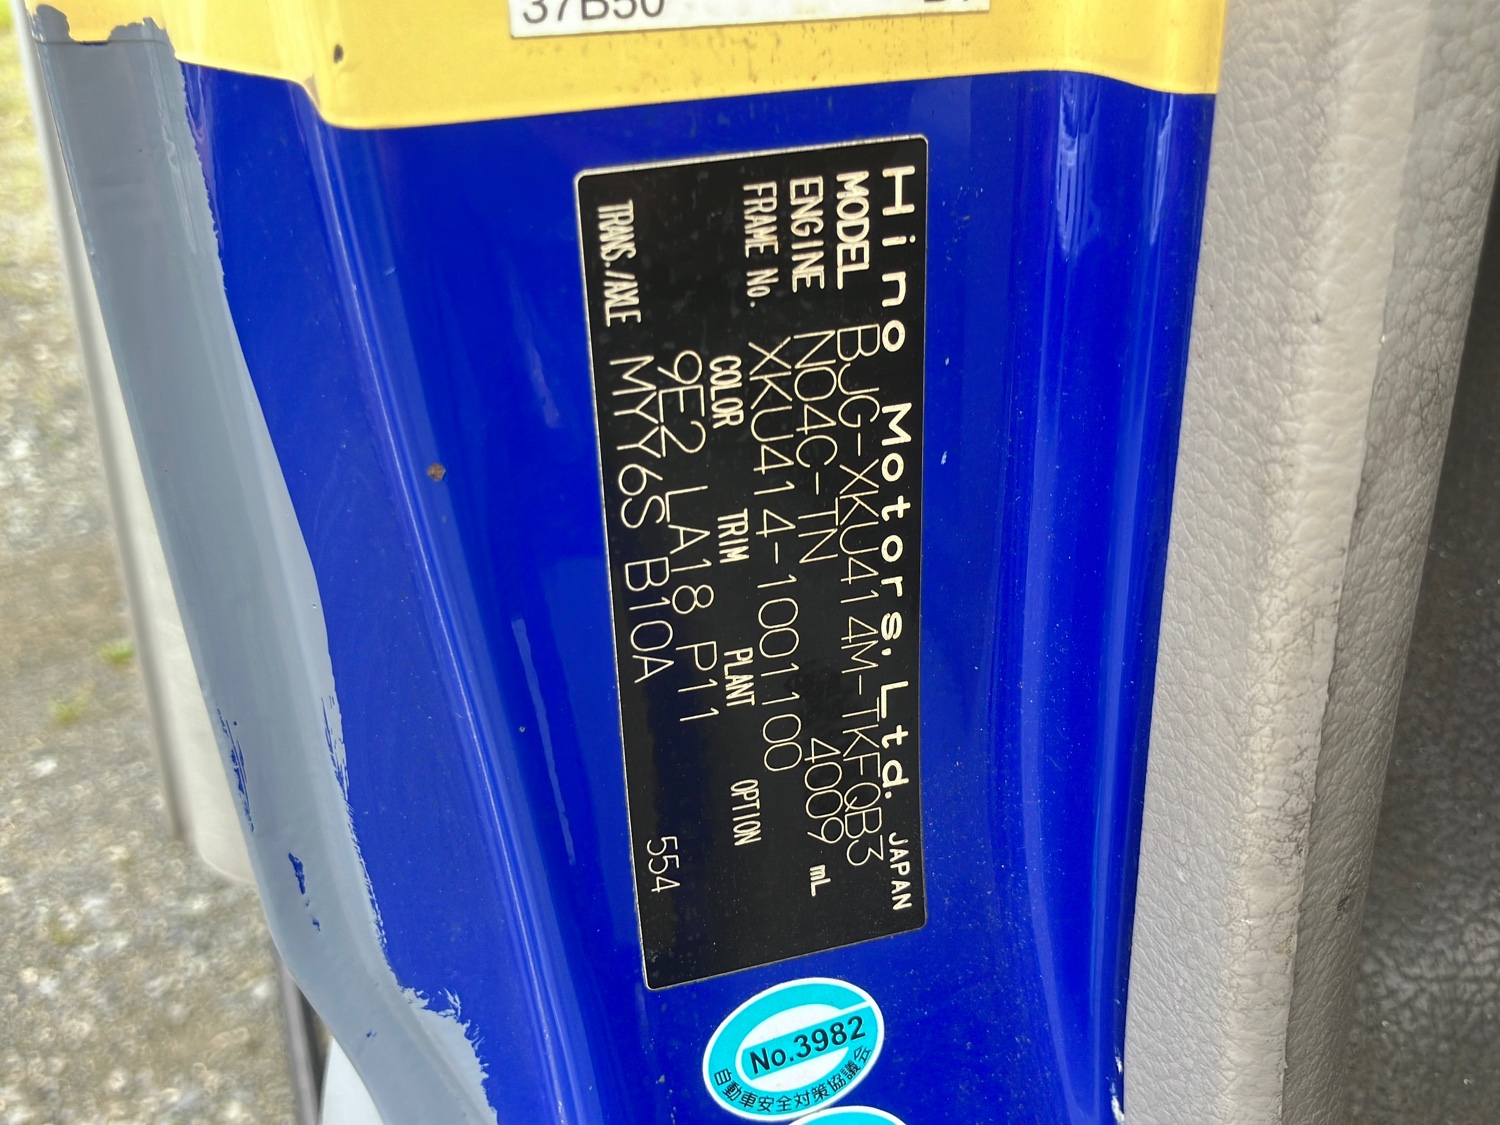 37B50
Hino Motors, Ltd. JAPAN
MODEL BJG-XKU414M-TKFQB3
ENGINE N04C-TN 4009 mL
FRAME No. XKU414-1001100
COLOR TRIM PLANT OPTION
9E2 LA18 P11
TRANS./AXLE MYY6S B10A 554
No.3982
自動車安全対策協議会